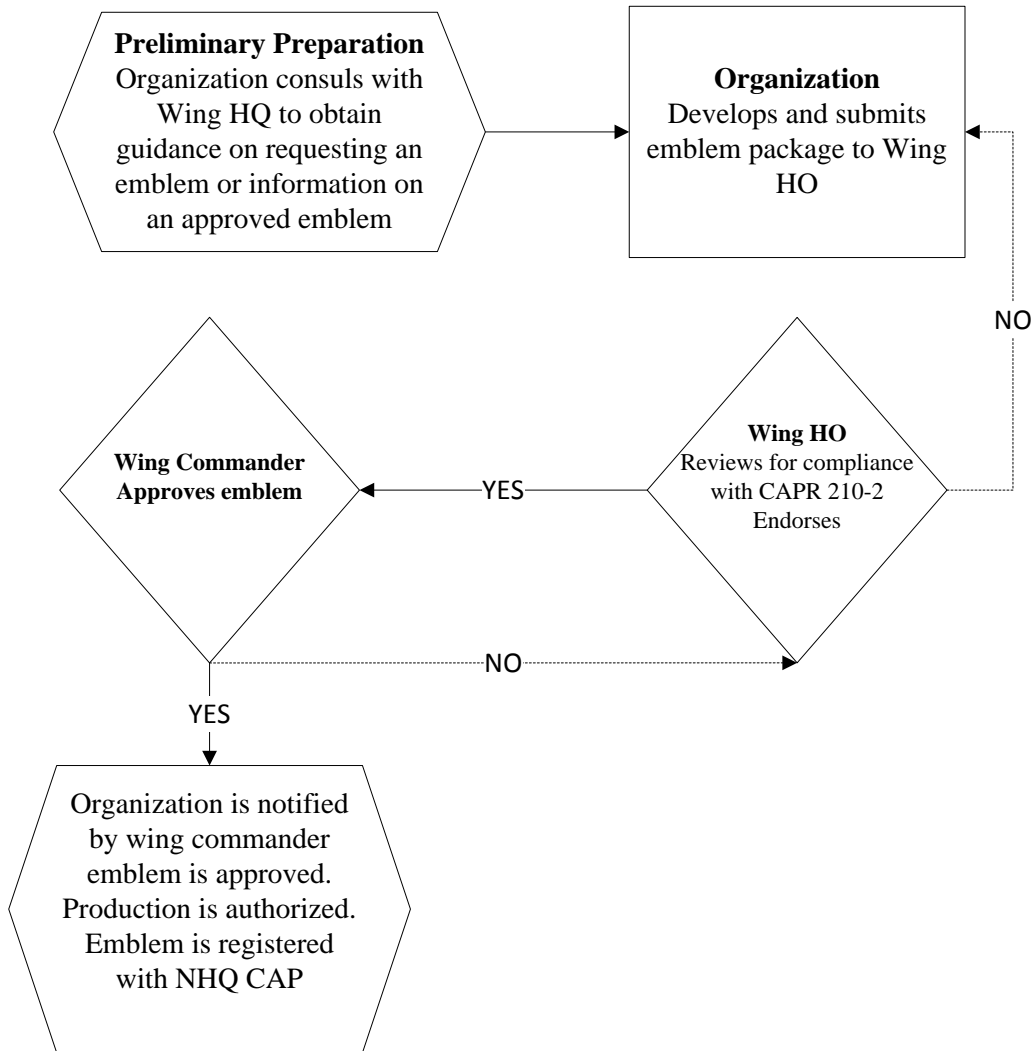 Preliminary Preparation
Organization consuls with
Wing HQ to obtain
guidance on requesting an
emblem or information on
an approved emblem
Organization
Develops and submits
emblem package to Wing
HO
NO
Wing HO
Reviews for compliance
with CAPR 210-2
Endorses
YES
Wing Commander
Approves emblem
NO
YES
Organization is notified
by wing commander
emblem is approved.
Production is authorized.
Emblem is registered
with NHQ CAP